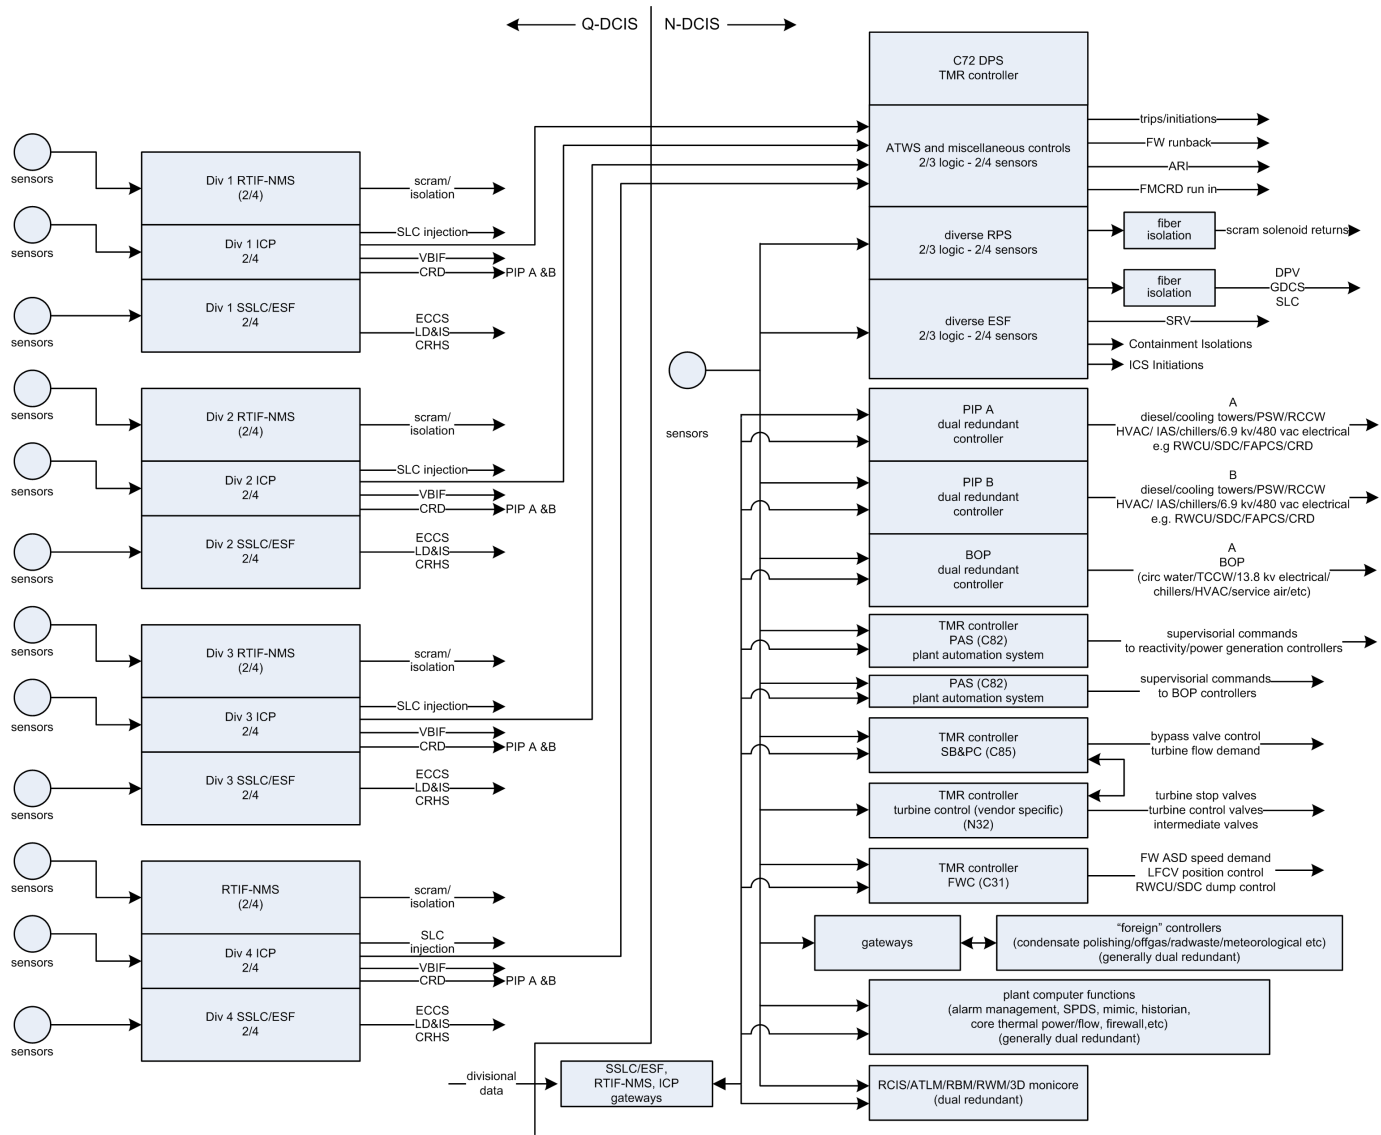 Q-DCIS
N-DCIS
sensors
Div 1 RTIF-NMS
(2/4)
scram/
isolation
sensors
Div 1 ICP
2/4
SLC injection
VBIF
CRD
PIP A &B
sensors
Div 1 SSLC/ESF
2/4
ECCS
LD&IS
CRHS
sensors
Div 2 RTIF-NMS
(2/4)
scram/
isolation
sensors
Div 2 ICP
2/4
SLC injection
VBIF
CRD
PIP A &B
sensors
Div 2 SSLC/ESF
2/4
ECCS
LD&IS
CRHS
sensors
Div 3 RTIF-NMS
(2/4)
scram/
isolation
sensors
Div 3 ICP
2/4
SLC injection
VBIF
CRD
PIP A &B
sensors
Div 3 SSLC/ESF
2/4
ECCS
LD&IS
CRHS
sensors
RTIF-NMS
(2/4)
scram/
isolation
sensors
Div 4 ICP
2/4
SLC
injection
VBIF
CRD
PIP A &B
sensors
Div 4 SSLC/ESF
2/4
ECCS
LD&IS
CRHS
divisional
data
SSLC/ESF,
RTIF-NMS, ICP
gateways
sensors
C72 DPS
TMR controller
ATWS and miscellaneous controls
2/3 logic - 2/4 sensors
trips/initiations
FW runback
ARI
FMCRD run in
diverse RPS
2/3 logic - 2/4 sensors
fiber
isolation
scram solenoid returns
diverse ESF
2/3 logic - 2/4 sensors
fiber
isolation
DPV
GDCS
SLC
SRV
Containment Isolations
ICS Initiations
PIP A
dual redundant
controller
A
diesel/cooling towers/PSW/RCCW
HVAC/ IAS/chillers/6.9 kv/480 vac electrical
e.g RWCU/SDC/FAPCS/CRD
PIP B
dual redundant
controller
B
diesel/cooling towers/PSW/RCCW
HVAC/ IAS/chillers/6.9 kv/480 vac electrical
e.g. RWCU/SDC/FAPCS/CRD
BOP
dual redundant
controller
A
BOP
(circ water/TCCW/13.8 kv electrical/
chillers/HVAC/service air/etc)
TMR controller
PAS (C82)
plant automation system
supervisorial commands
to reactivity/power generation controllers
PAS (C82)
plant automation system
supervisorial commands
to BOP controllers
TMR controller
SB&PC (C85)
bypass valve control
turbine flow demand
TMR controller
turbine control (vendor specific)
(N32)
turbine stop valves
turbine control valves
intermediate valves
TMR controller
FWC (C31)
FW ASD speed demand
LFCV position control
RWCU/SDC dump control
gateways
"foreign" controllers
(condensate polishing/offgas/radwaste/meteorological etc)
(generally dual redundant)
plant computer functions
(alarm management, SPDS, mimic, historian,
core thermal power/flow, firewall,etc)
(generally dual redundant)
RCIS/ATLM/RBM/RWM/3D monicore
(dual redundant)